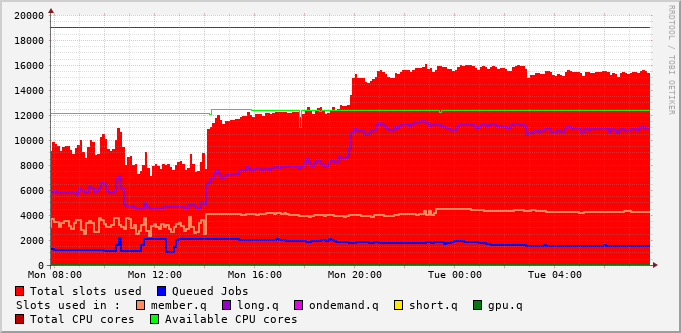 20000
18000
16000
14000
12000
10000
8000
6000
4000
2000
0
Mon 08:00 Mon 12:00 Mon 16:00 Mon 20:00 Tue 00:00 Tue 04:00
RRDTOOL / TOBI OETIKER
Total slots used Queued Jobs
Slots used in : member.q long.q ondemand.q short.q gpu.q
Total CPU cores Available CPU cores